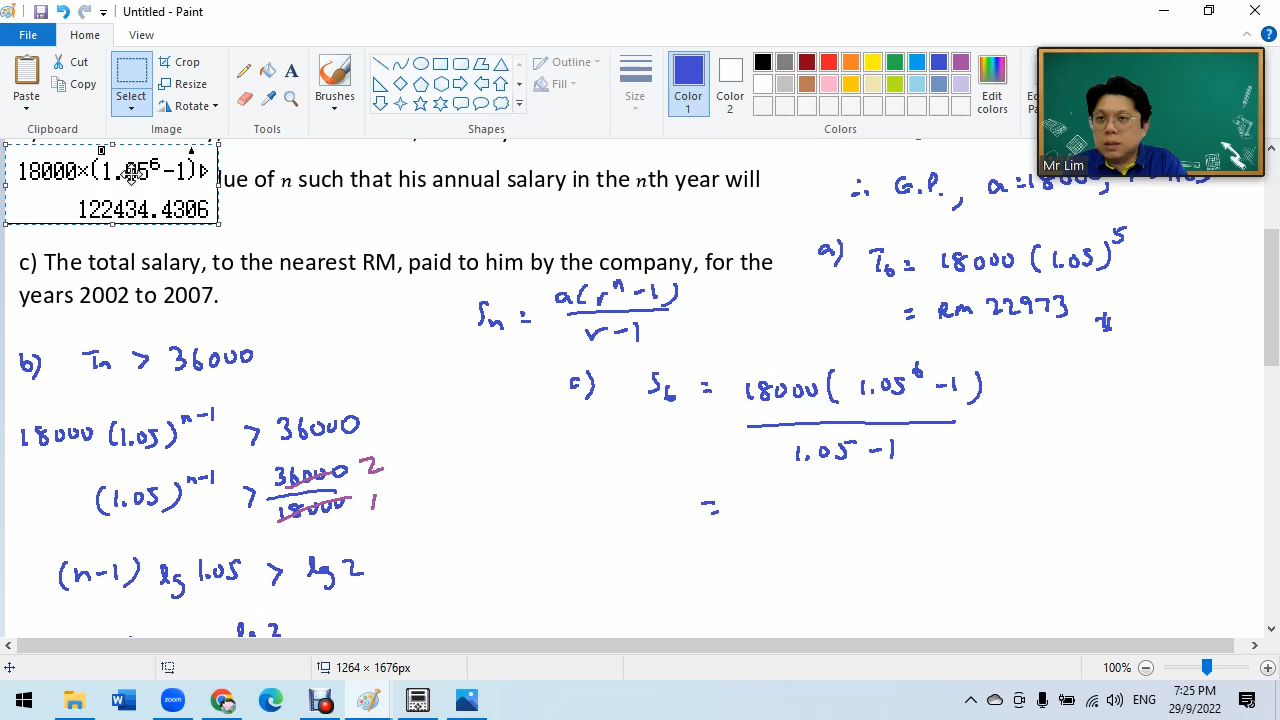 Untitled - Paint
File Home View
Paste
Cut
Copy
Clipboard
Select
Crop
Resize
Rotate
Image
Tools
Brushes
Shapes
Outline
Fill
Size
Color 1
Color 2
Colors
Edit colors
Mr Lim
18000×(1.05⁶-1)
122434.4306
lue of n such that his annual salary in the nth year will
∴ G.P., a=18000,
c) The total salary, to the nearest RM, paid to him by the company, for the
years 2002 to 2007.
a) T₆ = 18000 (1.05)⁵
= RM 22973
Sₙ = a(rⁿ-1) / r-1
b) Tₙ > 36000
c) S₆ = 18000(1.05⁶-1) / 1.05-1
18000(1.05)ⁿ⁻¹ > 36000
(1.05)ⁿ⁻¹ > 36000 2 / 18000 1
=
(n-1) lg 1.05 > lg 2
lg 2
1264 × 1676px
100%
ENG
7:25 PM
29/9/2022